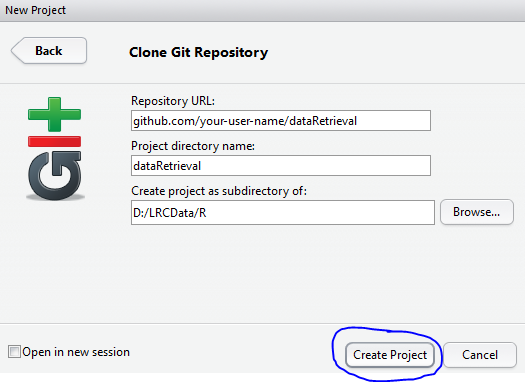 New Project
Back
Clone Git Repository
git
Repository URL:
github.com/your-user-name/dataRetrieval
Project directory name:
dataRetrieval
Create project as subdirectory of:
D:/LRCData/R
Browse...
Open in new session
Create Project
Cancel